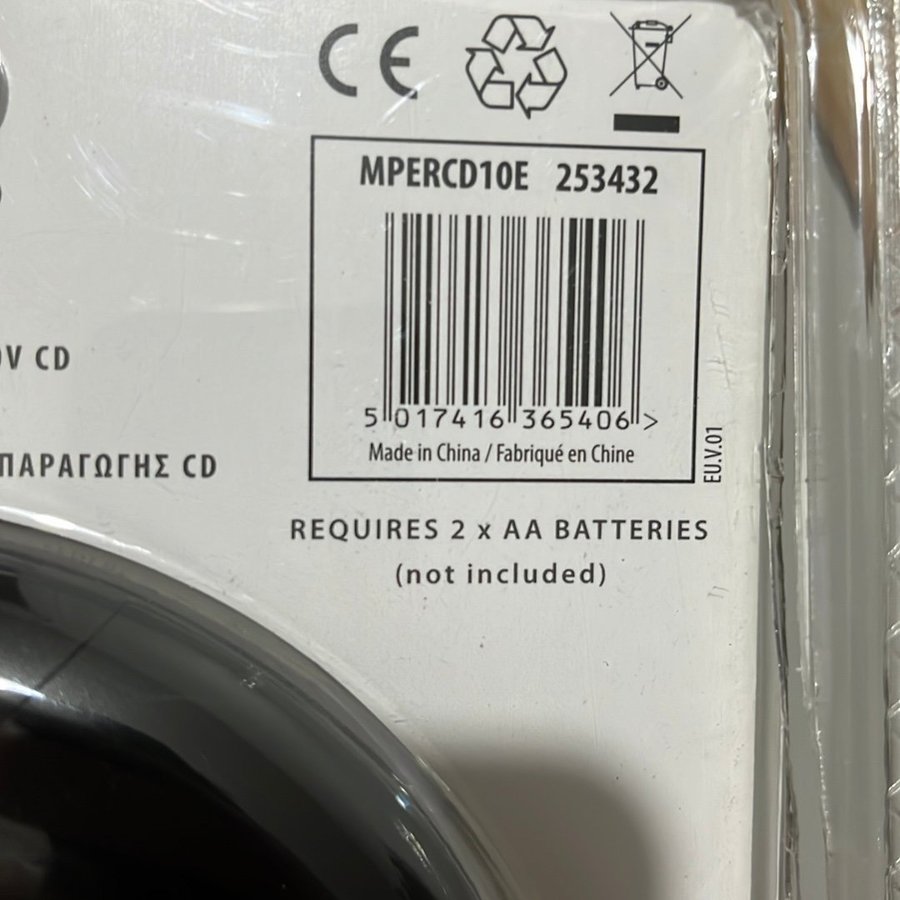 CE
MPERCD10E 253432
5 017416 365406 >
Made in China / Fabriqué en Chine
EU.V.01
CD
ΠΑΡΑΓΩΓΗΣ CD
REQUIRES 2 x AA BATTERIES
(not included)